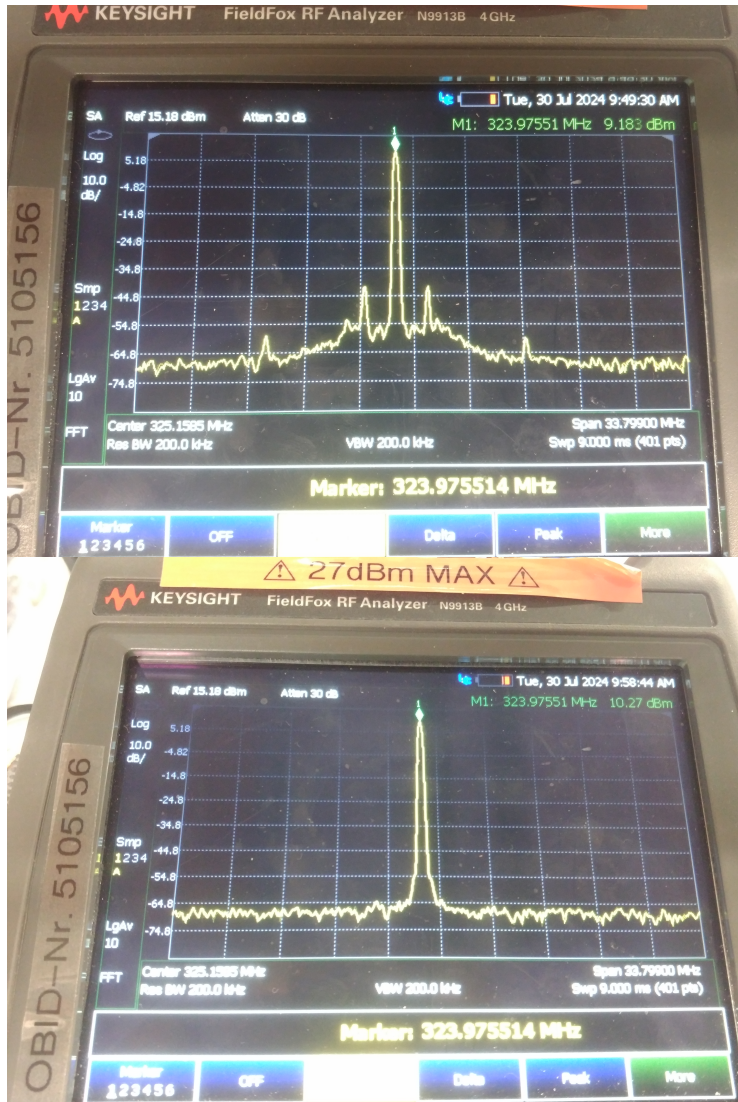 KEYSIGHT FieldFox RF Analyzer N9913B 4 GHz
Tue, 30 Jul 2024 9:49:30 AM
SA Ref 15.18 dBm Atten 30 dB
M1: 323.97551 MHz 9.183 dBm
1
Log
10.0
dB/
5.18
-4.82
-14.8
-24.8
-34.8
-44.8
-54.8
-64.8
-74.8
Smp
1234
A
LgAv
10
FFT
Center 325.1585 MHz Span 33.79900 MHz
Res BW 200.0 kHz VBW 200.0 kHz Swp 9.000 ms (401 pts)
Marker: 323.975514 MHz
Marker
123456
OFF
Delta
Peak
More
OBID-Nr. 5105156
⚠ 27dBm MAX ⚠
KEYSIGHT FieldFox RF Analyzer N9913B 4 GHz
Tue, 30 Jul 2024 9:58:44 AM
SA Ref 15.18 dBm Atten 30 dB
M1: 323.97551 MHz 10.27 dBm
1
Log
10.0
dB/
5.18
-4.82
-14.8
-24.8
-34.8
-44.8
-54.8
-64.8
-74.8
Smp
1234
A
LgAv
10
FFT
Center 325.1585 MHz Span 33.79900 MHz
Res BW 200.0 kHz VBW 200.0 kHz Swp 9.000 ms (401 pts)
Marker: 323.975514 MHz
Marker
123456
OFF
Delta
Peak
More
OBID-Nr. 5105156